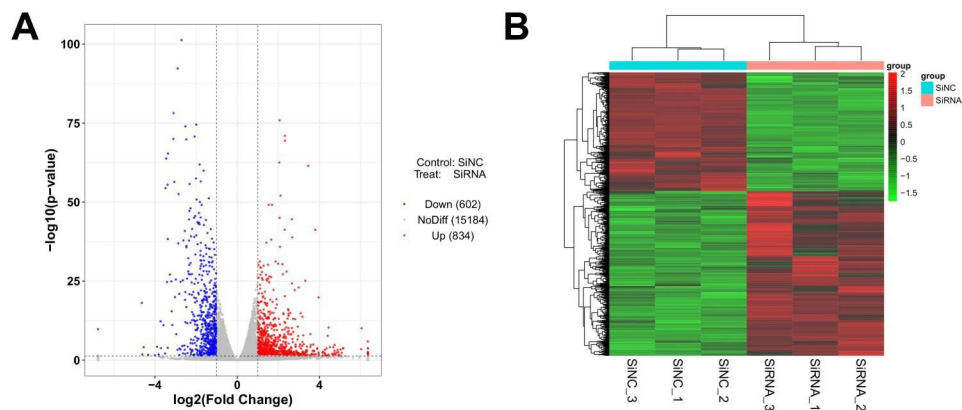 A
−log10(p−value)
100
75
50
25
0
−4
0
4
log2(Fold Change)
Control: SiNC
Treat: SiRNA
Down (602)
NoDiff (15184)
Up (834)
B
group
2
1.5
1
0.5
0
−0.5
−1
−1.5
group
SiNC
SiRNA
SiNC_3
SiNC_1
SiNC_2
SiRNA_3
SiRNA_1
SiRNA_2